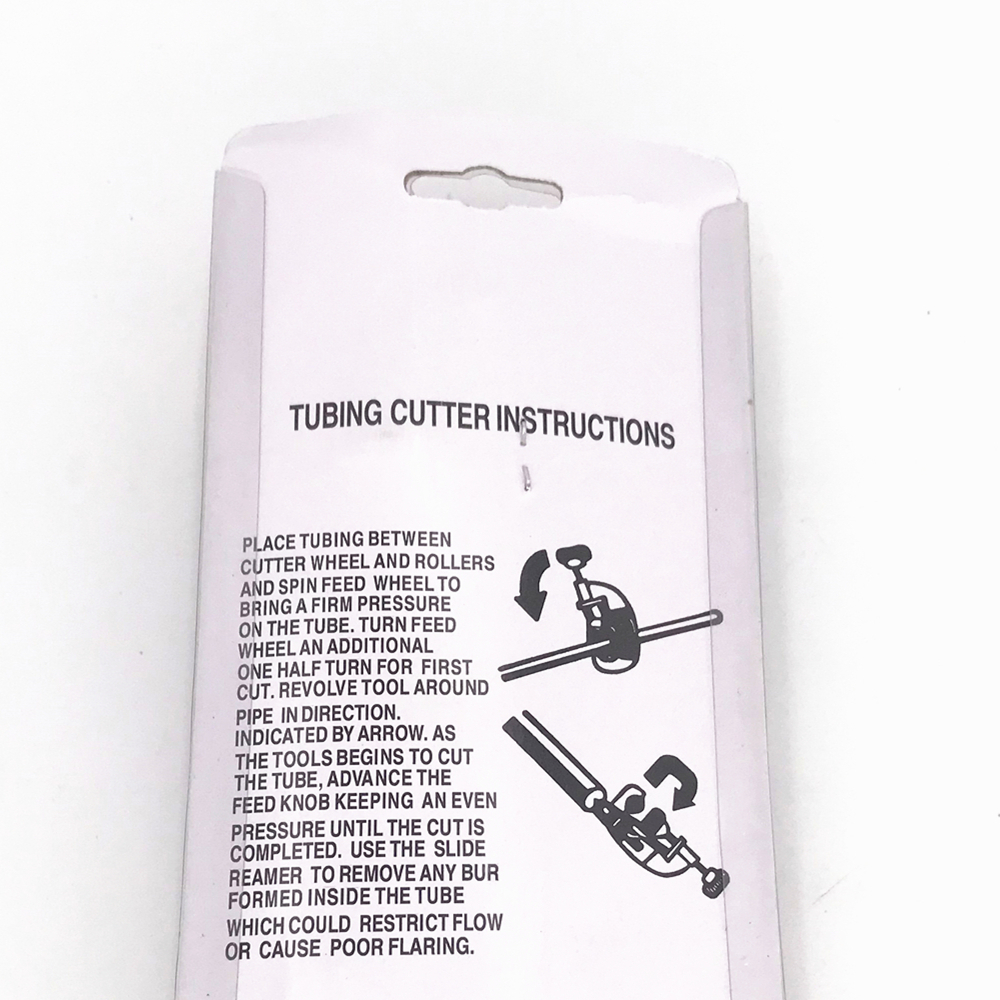 TUBING CUTTER INSTRUCTIONS
PLACE TUBING BETWEEN
CUTTER WHEEL AND ROLLERS
AND SPIN FEED WHEEL TO
BRING A FIRM PRESSURE
ON THE TUBE. TURN FEED
WHEEL AN ADDITIONAL
ONE HALF TURN FOR FIRST
CUT. REVOLVE TOOL AROUND
PIPE IN DIRECTION.
INDICATED BY ARROW. AS
THE TOOLS BEGINS TO CUT
THE TUBE, ADVANCE THE
FEED KNOB KEEPING AN EVEN
PRESSURE UNTIL THE CUT IS
COMPLETED. USE THE SLIDE
REAMER TO REMOVE ANY BUR
FORMED INSIDE THE TUBE
WHICH COULD RESTRICT FLOW
OR CAUSE POOR FLARING.